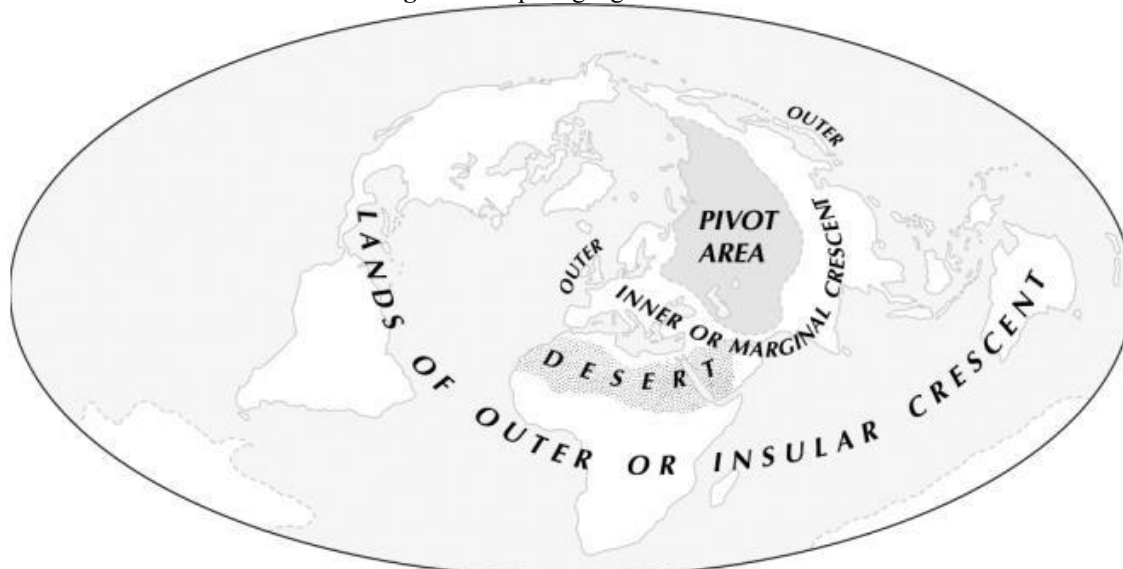 OUTER
PIVOT
AREA
OUTER
INNER OR MARGINAL CRESCENT
DESERT
LANDS OF OUTER OR INSULAR CRESCENT